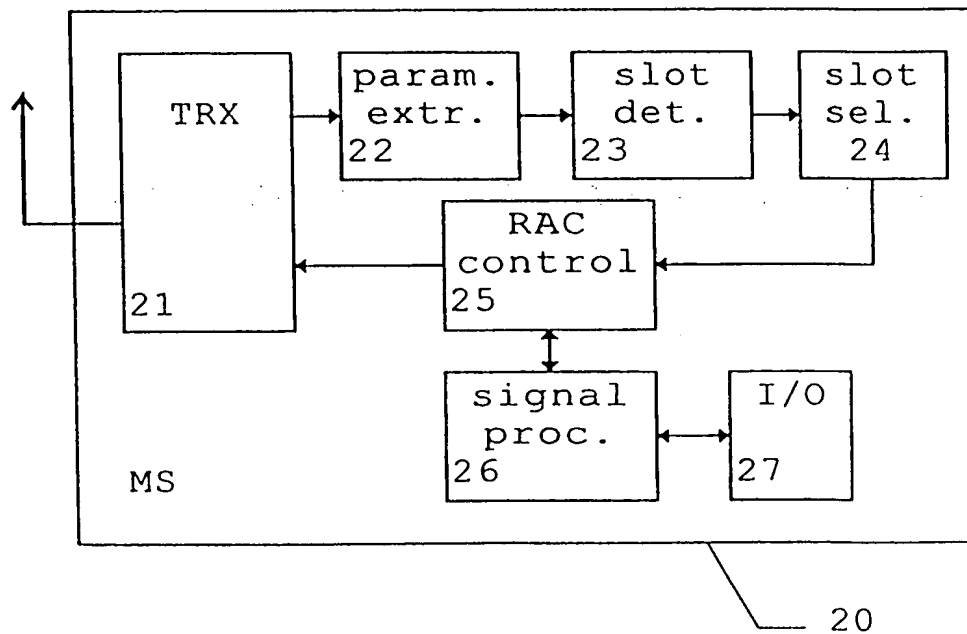 TRX
21
param.
extr.
22
slot
det.
23
slot
sel.
24
RAC
control
25
signal
proc.
26
I/O
27
MS
20